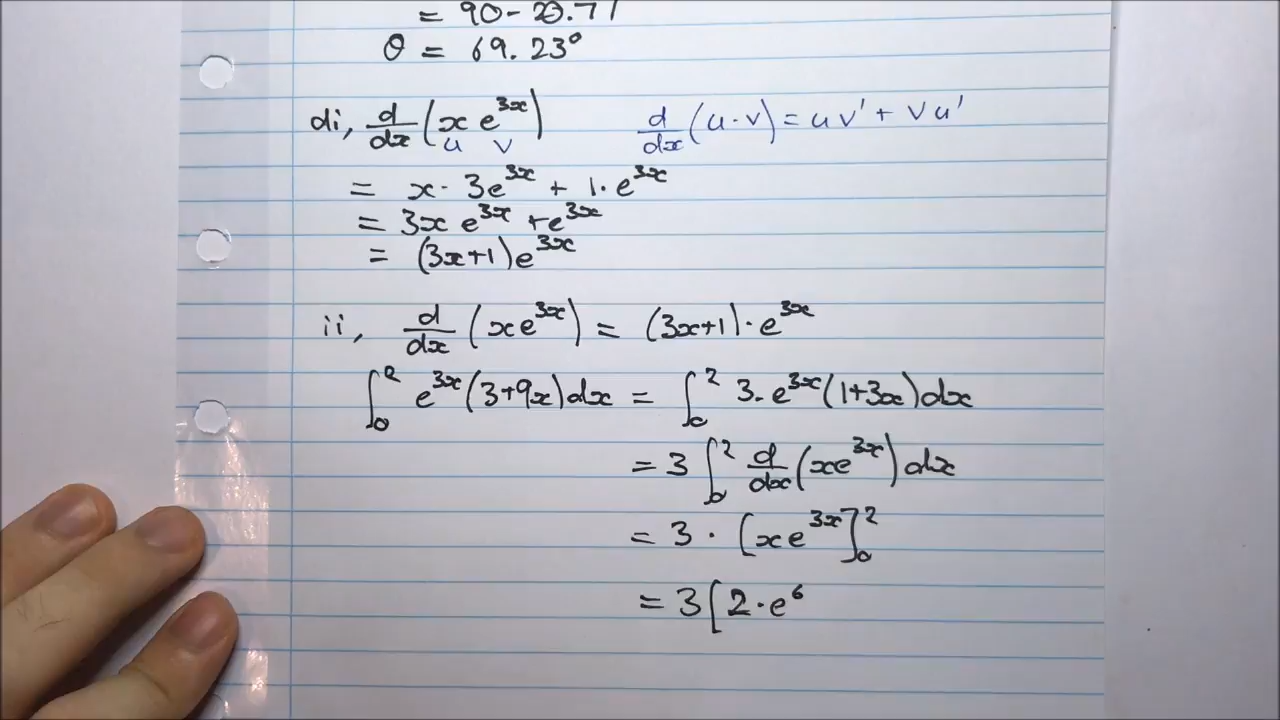 = 90 - 20.77
θ = 69.23°
di, d/dx (x e^3x) d/dx (u · v) = u v' + v u'
u v
= x · 3e^3x + 1 · e^3x
= 3x e^3x + e^3x
= (3x+1) e^3x
ii, d/dx (x e^3x) = (3x+1) · e^3x
∫₀² e^3x (3+9x) dx = ∫₀² 3 · e^3x (1+3x) dx
= 3 ∫₀² d/dx (x e^3x) dx
= 3 · [x e^3x]₀²
= 3 [2 · e^6